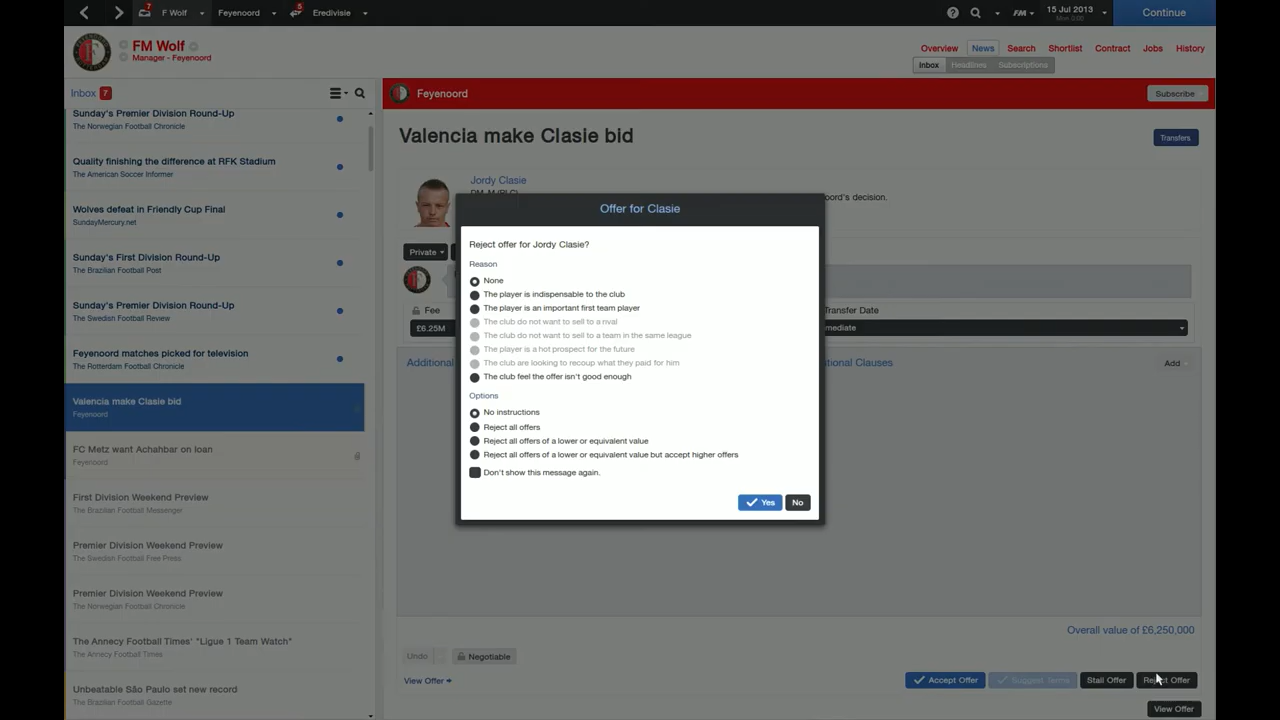 7
F Wolf
Feyenoord
5
Eredivisie
FM
15 Jul 2013
Continue
FM Wolf
Manager - Feyenoord
Overview
News
Search
Shortlist
Contract
Jobs
History
Inbox
Headlines
Subscriptions
Inbox 7
Feyenoord
Subscribe
Sunday's Premier Division Round-Up
The Norwegian Football Chronicle
Quality finishing the difference at RFK Stadium
The American Soccer Informer
Wolves defeat in Friendly Cup Final
SundayMercury.net
Sunday's First Division Round-Up
The Brazilian Football Post
Sunday's Premier Division Round-Up
The Swedish Football Review
Feyenoord matches picked for television
The Rotterdam Football Chronicle
Valencia make Clasie bid
Feyenoord
FC Metz want Achahbar on loan
Feyenoord
First Division Weekend Preview
The Brazilian Football Messenger
Premier Division Weekend Preview
The Swedish Football Free Press
Premier Division Weekend Preview
The Norwegian Football Chronicle
The Annecy Football Times' "Ligue 1 Team Watch"
The Annecy Football Times
Unbeatable São Paulo set new record
The Brazilian Football Gazette
Valencia make Clasie bid
Transfers
Jordy Clasie
oord's decision.
Private
Fee
£6.25M
Transfer Date
mediate
Additional
itional Clauses
Add
Offer for Clasie
Reject offer for Jordy Clasie?
Reason
None
The player is indispensable to the club
The player is an important first team player
The club do not want to sell to a rival
The club do not want to sell to a team in the same league
The player is a hot prospect for the future
The club are looking to recoup what they paid for him
The club feel the offer isn't good enough
Options
No instructions
Reject all offers
Reject all offers of a lower or equivalent value
Reject all offers of a lower or equivalent value but accept higher offers
Don't show this message again.
Yes
No
Overall value of £6,250,000
Undo
Negotiable
View Offer
Accept Offer
Suggest Terms
Stall Offer
Reject Offer
View Offer